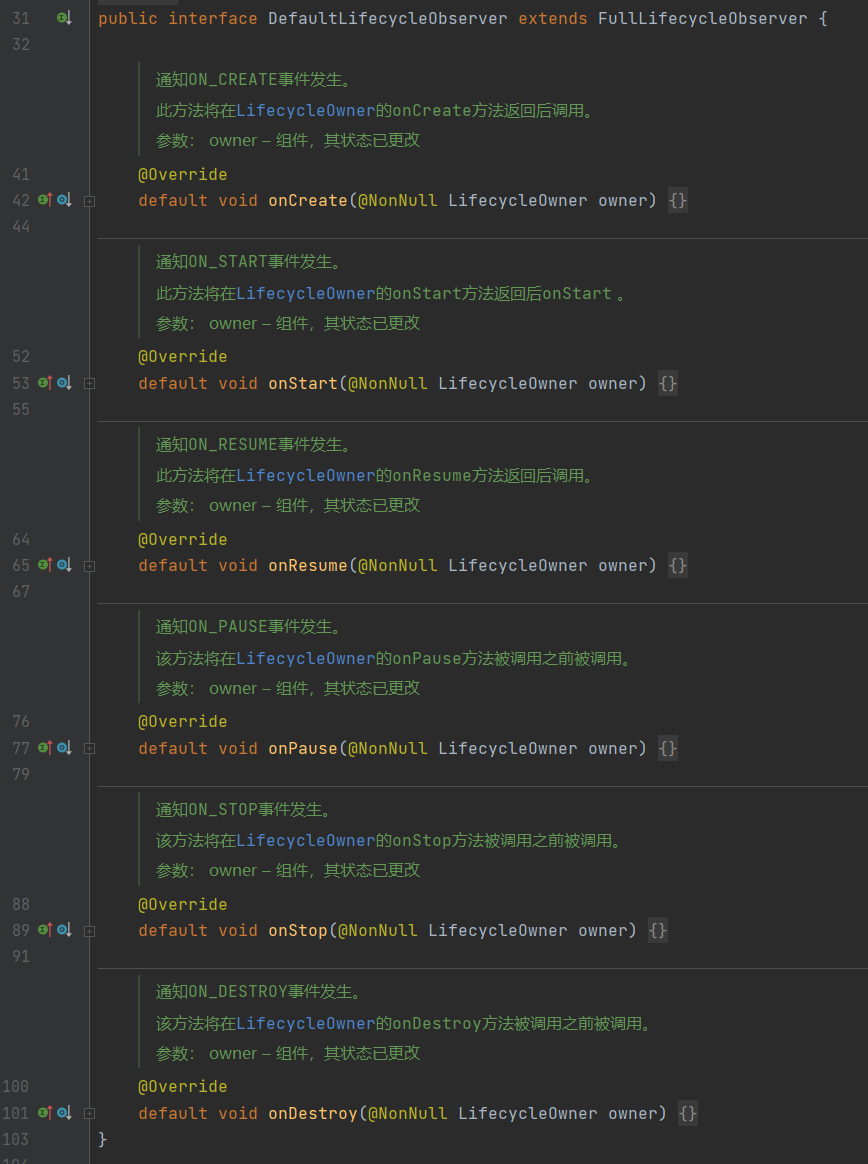 31 public interface DefaultLifecycleObserver extends FullLifecycleObserver {
32
通知ON_CREATE事件发生。
此方法将在LifecycleOwner的onCreate方法返回后调用。
参数： owner – 组件，其状态已更改
41 @Override
42 default void onCreate(@NonNull LifecycleOwner owner) {}
44
通知ON_START事件发生。
此方法将在LifecycleOwner的onStart方法返回后onStart 。
参数： owner – 组件，其状态已更改
52 @Override
53 default void onStart(@NonNull LifecycleOwner owner) {}
55
通知ON_RESUME事件发生。
此方法将在LifecycleOwner的onResume方法返回后调用。
参数： owner – 组件，其状态已更改
64 @Override
65 default void onResume(@NonNull LifecycleOwner owner) {}
67
通知ON_PAUSE事件发生。
该方法将在LifecycleOwner的onPause方法被调用之前被调用。
参数： owner – 组件，其状态已更改
76 @Override
77 default void onPause(@NonNull LifecycleOwner owner) {}
79
通知ON_STOP事件发生。
该方法将在LifecycleOwner的onStop方法被调用之前被调用。
参数： owner – 组件，其状态已更改
88 @Override
89 default void onStop(@NonNull LifecycleOwner owner) {}
91
通知ON_DESTROY事件发生。
该方法将在LifecycleOwner的onDestroy方法被调用之前被调用。
参数： owner – 组件，其状态已更改
100 @Override
101 default void onDestroy(@NonNull LifecycleOwner owner) {}
103 }